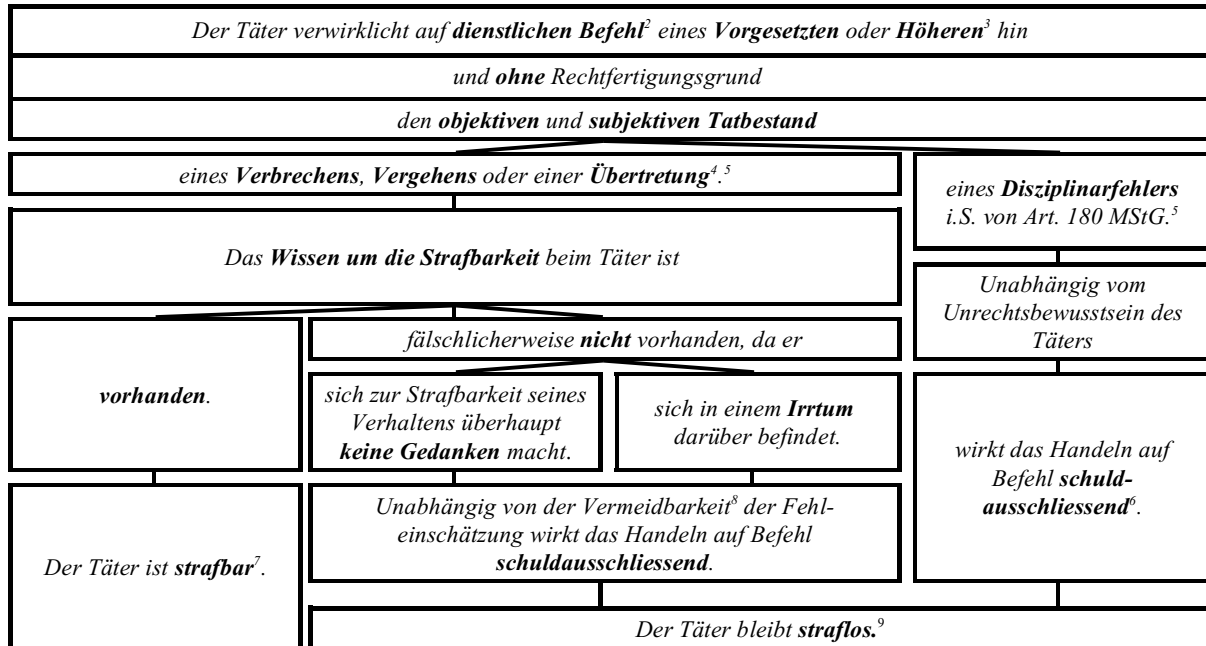 Der Täter verwirklicht auf dienstlichen Befehl² eines Vorgesetzten oder Höheren³ hin
und ohne Rechtfertigungsgrund
den objektiven und subjektiven Tatbestand
eines Verbrechens, Vergehens oder einer Übertretung⁴.⁵
eines Disziplinarfehlers
i.S. von Art. 180 MStG.⁵
Das Wissen um die Strafbarkeit beim Täter ist
Unabhängig vom
Unrechtsbewusstsein des
Täters
vorhanden.
fälschlicherweise nicht vorhanden, da er
sich zur Strafbarkeit seines
Verhaltens überhaupt
keine Gedanken macht.
sich in einem Irrtum
darüber befindet.
wirkt das Handeln auf
Befehl schuld-
ausschliessend⁶.
Der Täter ist strafbar⁷.
Unabhängig von der Vermeidbarkeit⁸ der Fehl-
einschätzung wirkt das Handeln auf Befehl
schuldausschliessend.
Der Täter bleibt straflos.⁹